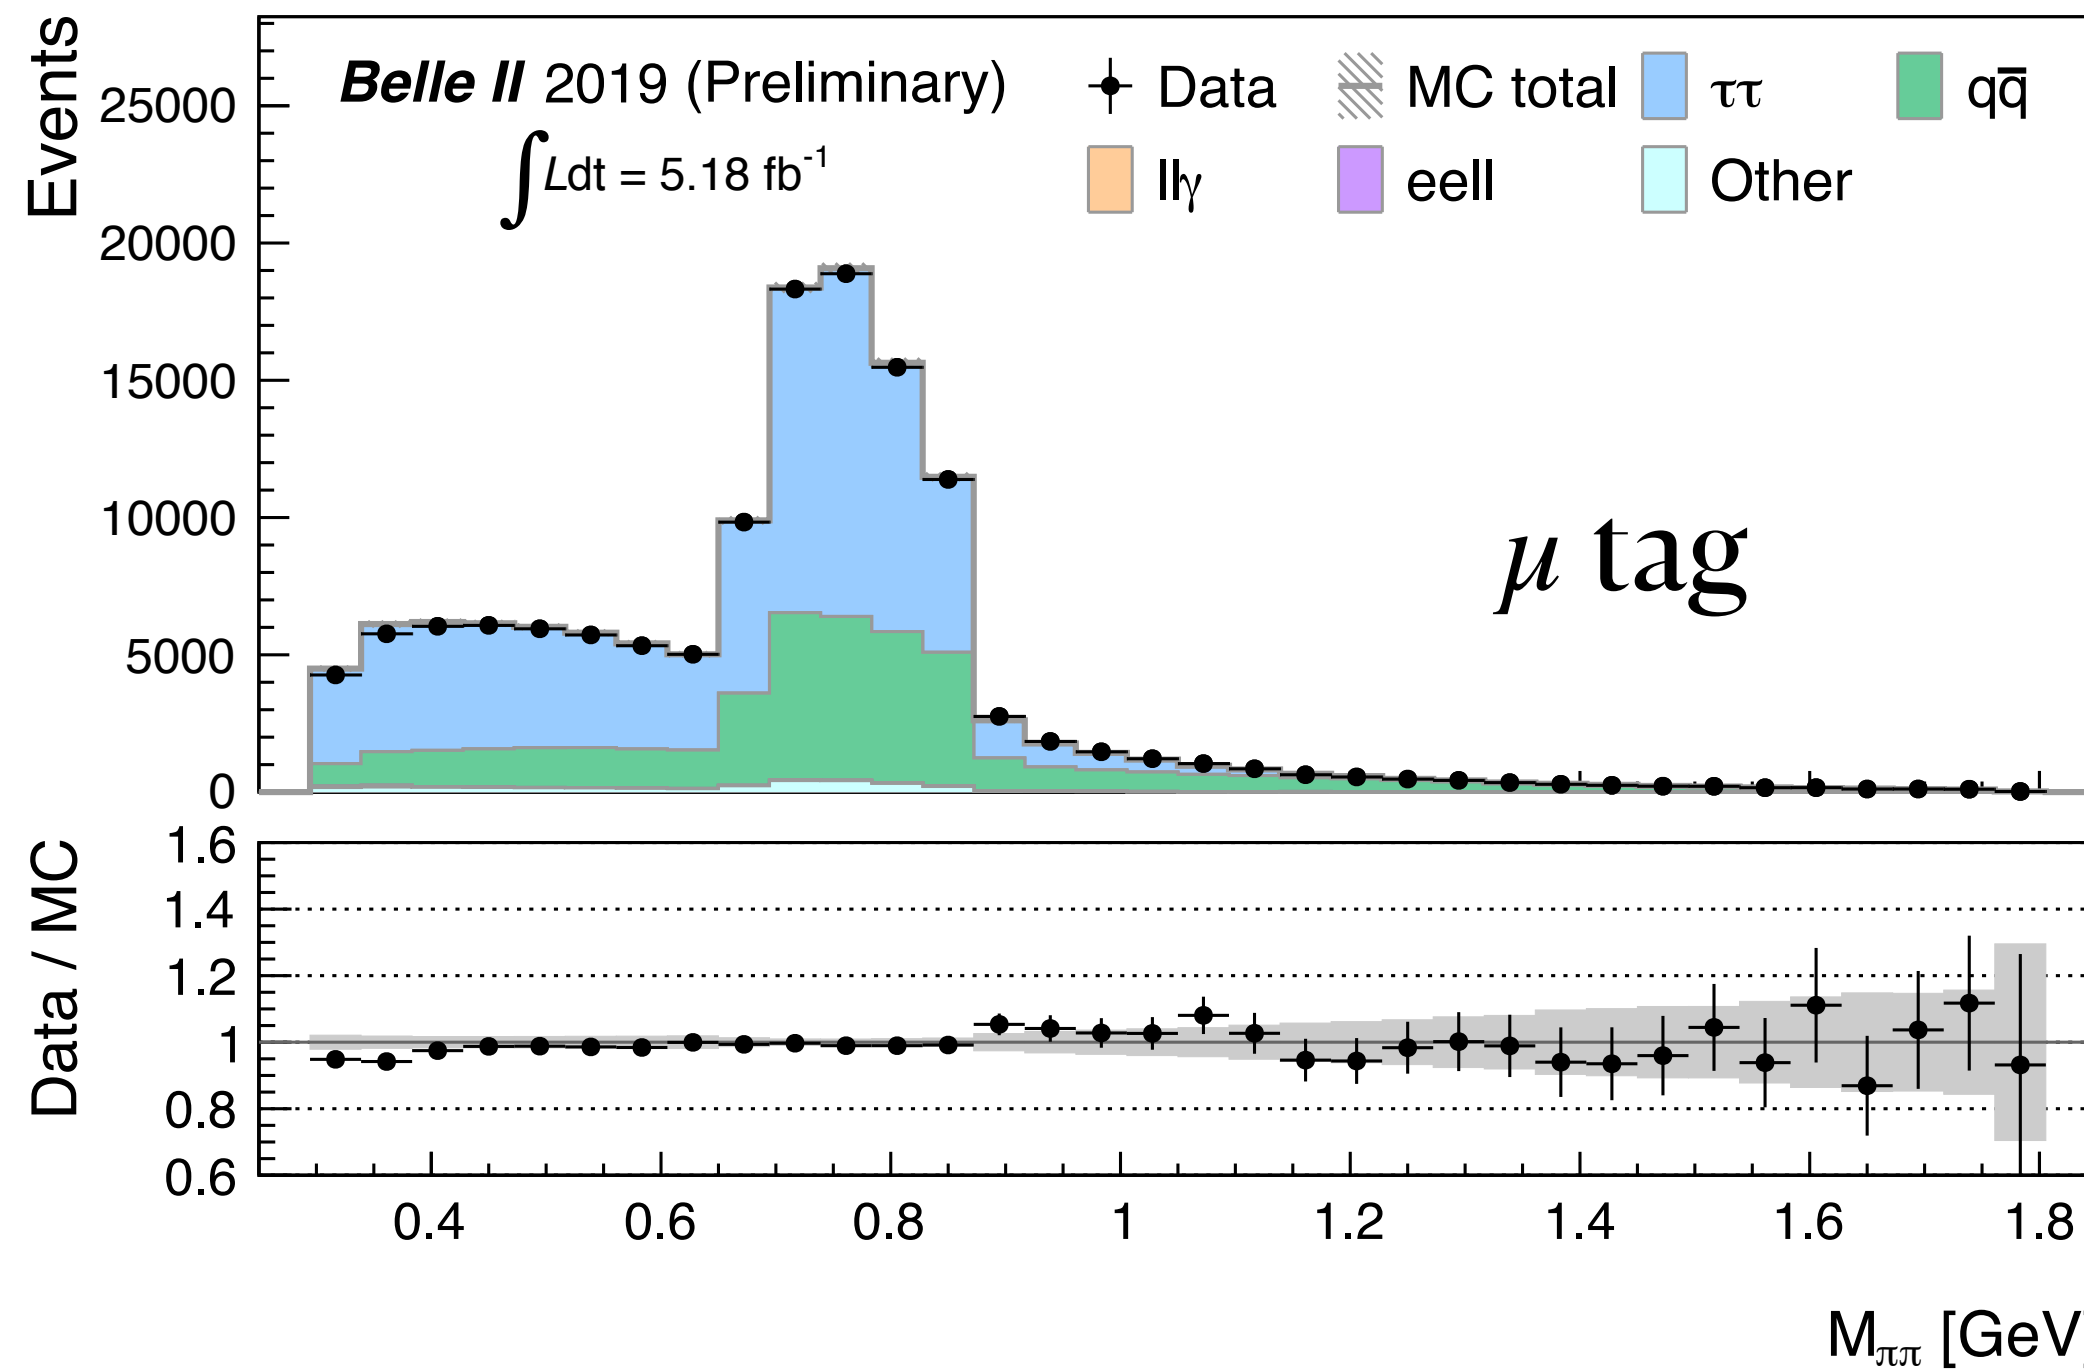 Events
25000
20000
15000
10000
5000
0
Belle II 2019 (Preliminary)
∫Ldt = 5.18 fb⁻¹
Data MC total ττ qq̄
llγ eell Other
μ tag
Data / MC
1.6
1.4
1.2
1
0.8
0.6
0.4 0.6 0.8 1 1.2 1.4 1.6 1.8
Mππ [GeV